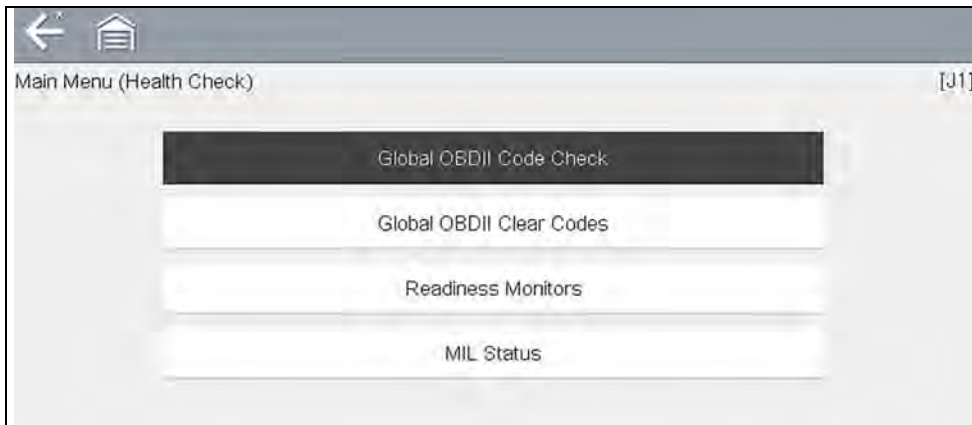 Main Menu (Health Check) [J1]
Global OBDII Code Check
Global OBDII Clear Codes
Readiness Monitors
MIL Status